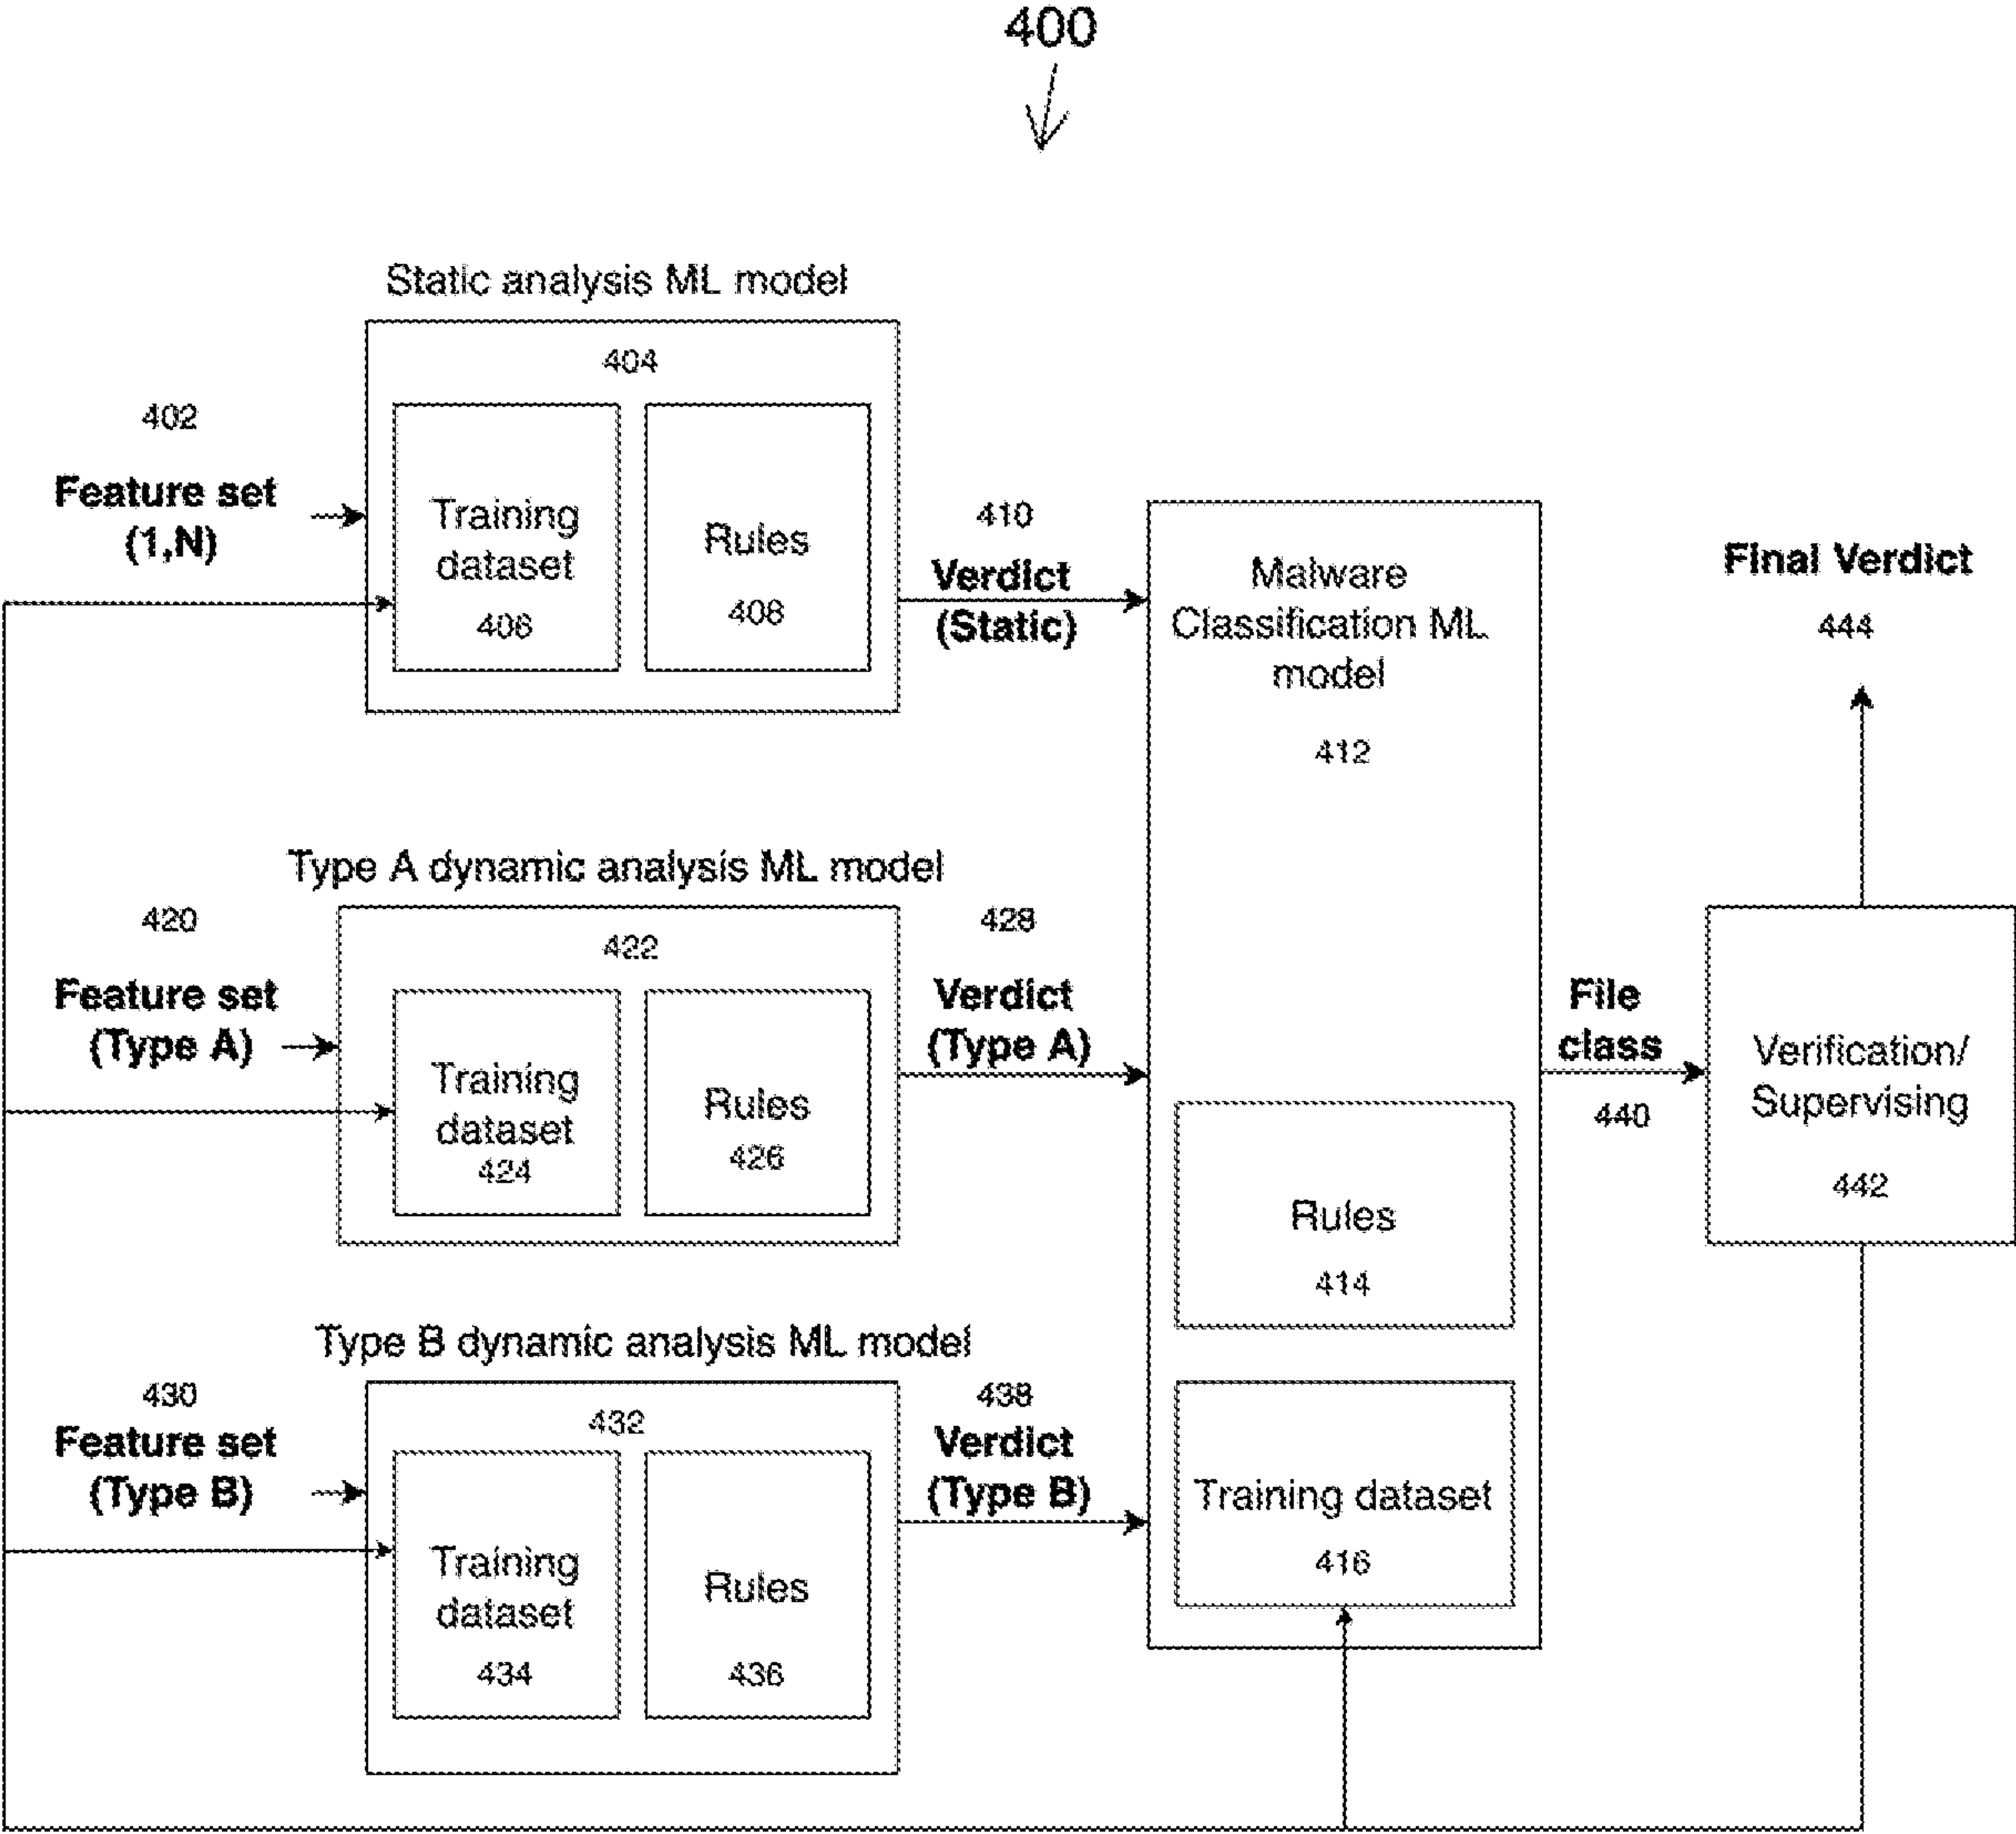 400
Static analysis ML model
404
402
Feature set
(1,N)
Training
dataset
406
Rules
408
410
Verdict
(Static)
Malware
Classification ML
model
412
Final Verdict
444
Type A dynamic analysis ML model
422
420
Feature set
(Type A)
Training
dataset
424
Rules
426
428
Verdict
(Type A)
File
class
440
Verification/
Supervising
442
Rules
414
Type B dynamic analysis ML model
432
430
Feature set
(Type B)
Training
dataset
434
Rules
436
438
Verdict
(Type B)
Training dataset
416